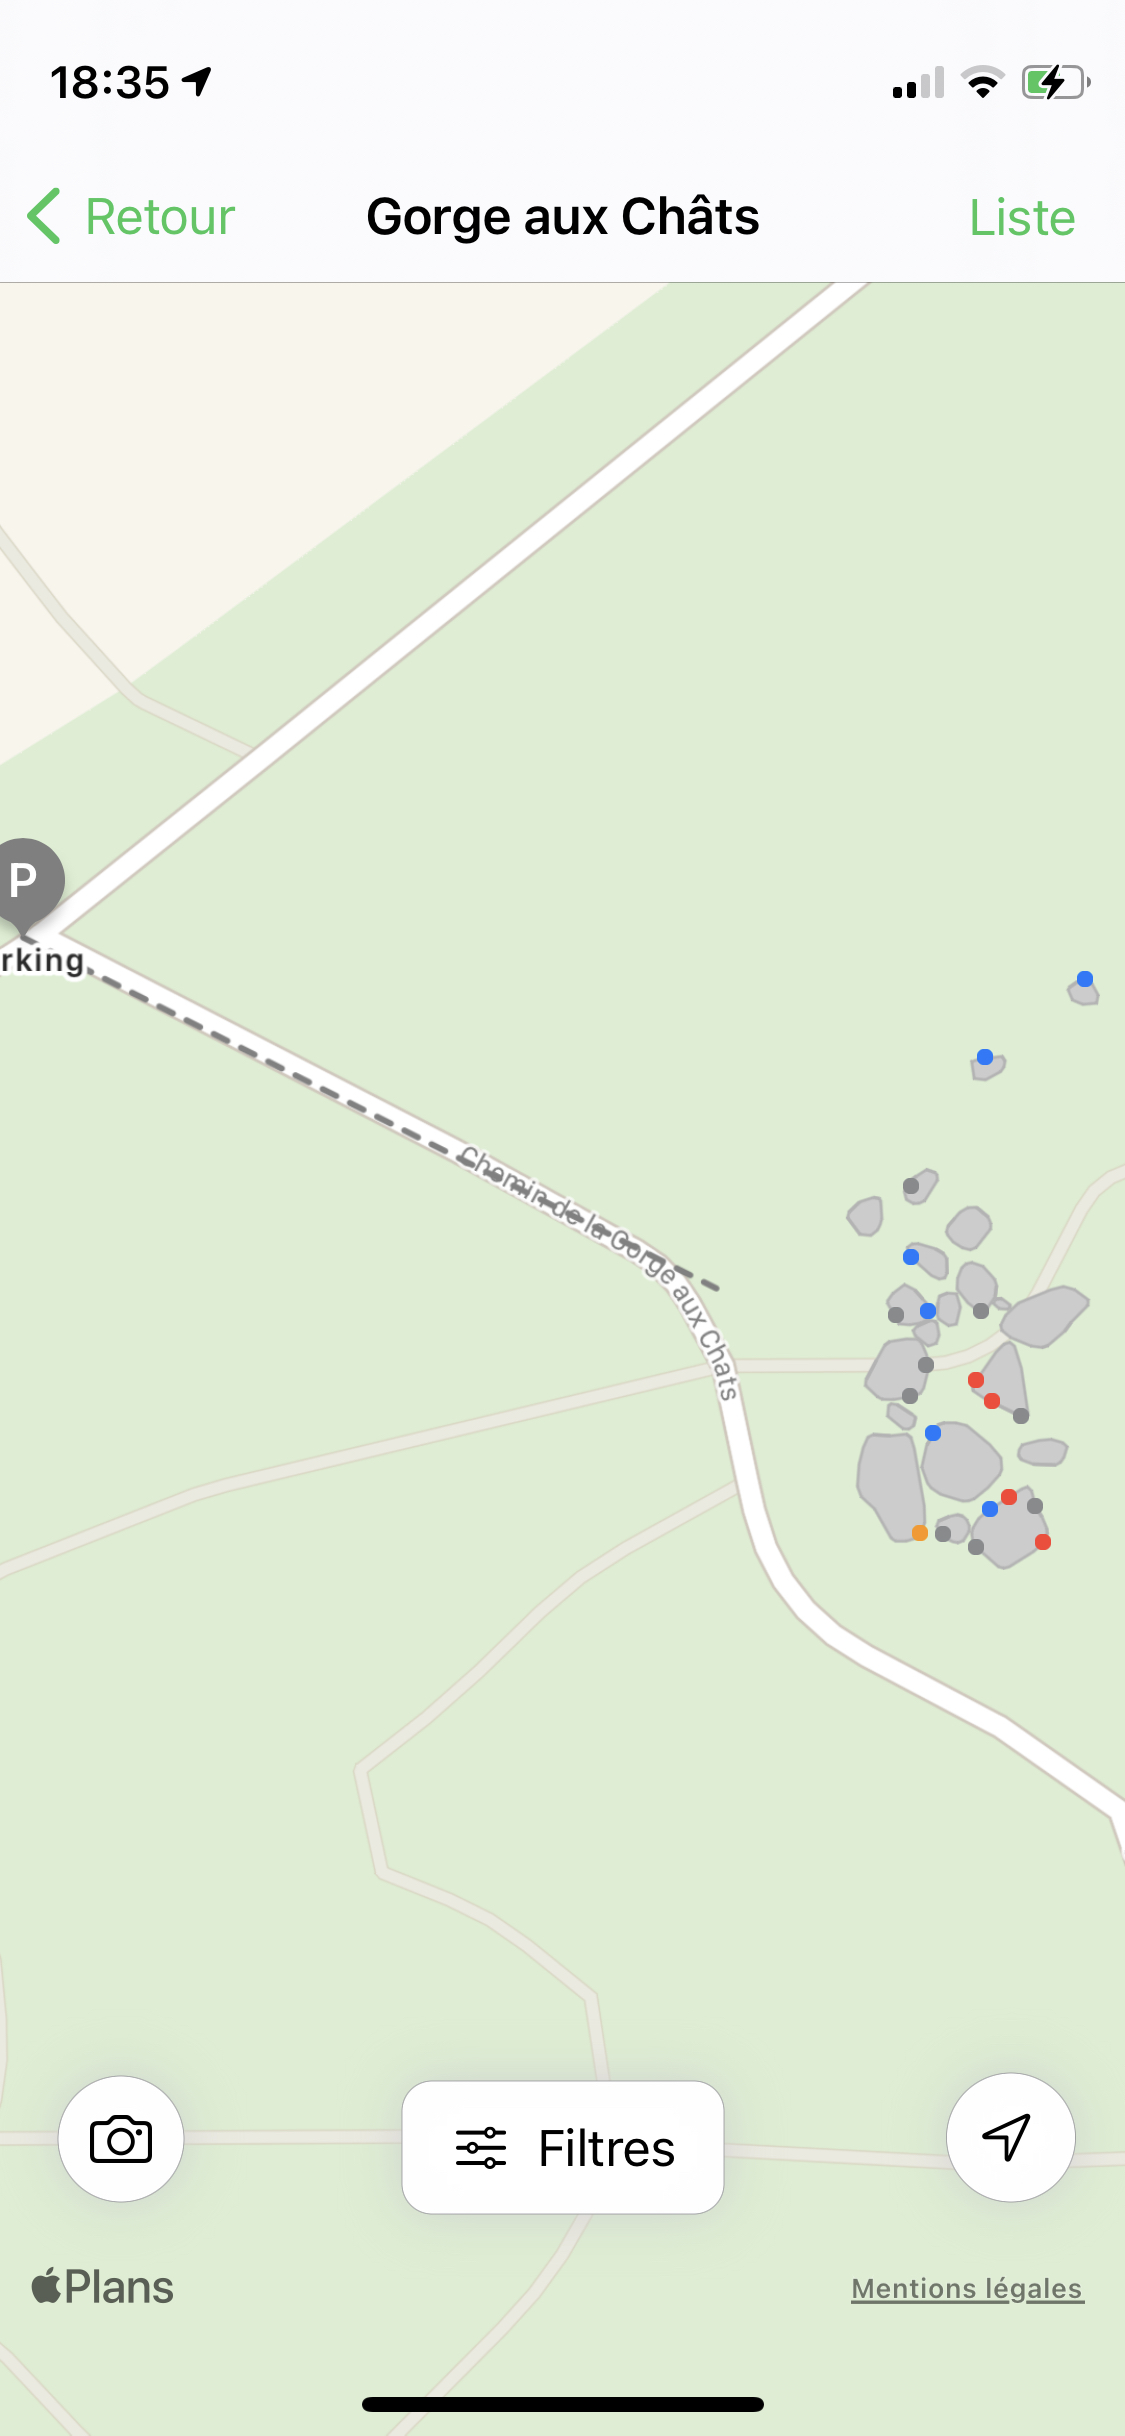 18:35
Retour
Gorge aux Châts
Liste
P
rking
Chemin de la Gorge aux Chats
Filtres
Plans
Mentions légales